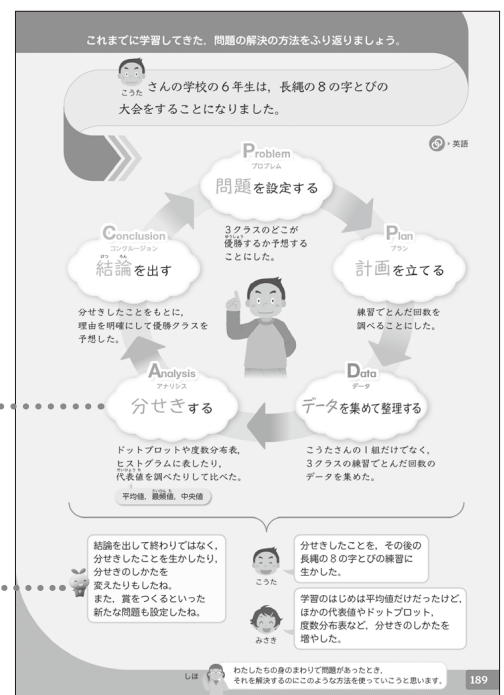 これまでに学習してきた，問題の解決の方法をふり返りましょう。
こうた
さんの学校の6年生は，長縄の8の字とびの
大会をすることになりました。
英語
Problem
プロブレム
問題を設定する
3クラスのどこが
優勝するか予想する
ことにした。
Plan
プラン
計画を立てる
練習でとんだ回数を
調べることにした。
Data
データ
データを集めて整理する
こうたさんの1組だけでなく，
3クラスの練習でとんだ回数の
データを集めた。
Analysis
アナリシス
分せきする
ドットプロットや度数分布表，
ヒストグラムに表したり，
代表値を調べたりして比べた。
平均値，最頻値，中央値
Conclusion
コンクルージョン
結論を出す
分せきしたことをもとに，
理由を明確にして優勝クラスを
予想した。
結論を出して終わりではなく，
分せきしたことを生かしたり，
分せきのしかたを
変えたりもしたね。
また，賞をつくるといった
新たな問題も設定したね。
分せきしたことを，その後の
長縄の8の字とびの練習に
生かした。
こうた
学習のはじめは平均値だけだったけど，
ほかの代表値やドットプロット，
度数分布表など，分せきのしかたを
増やした。
みさき
しほ
わたしたちの身のまわりで問題があったとき，
それを解決するのにこのような方法を使っていこうと思います。
189